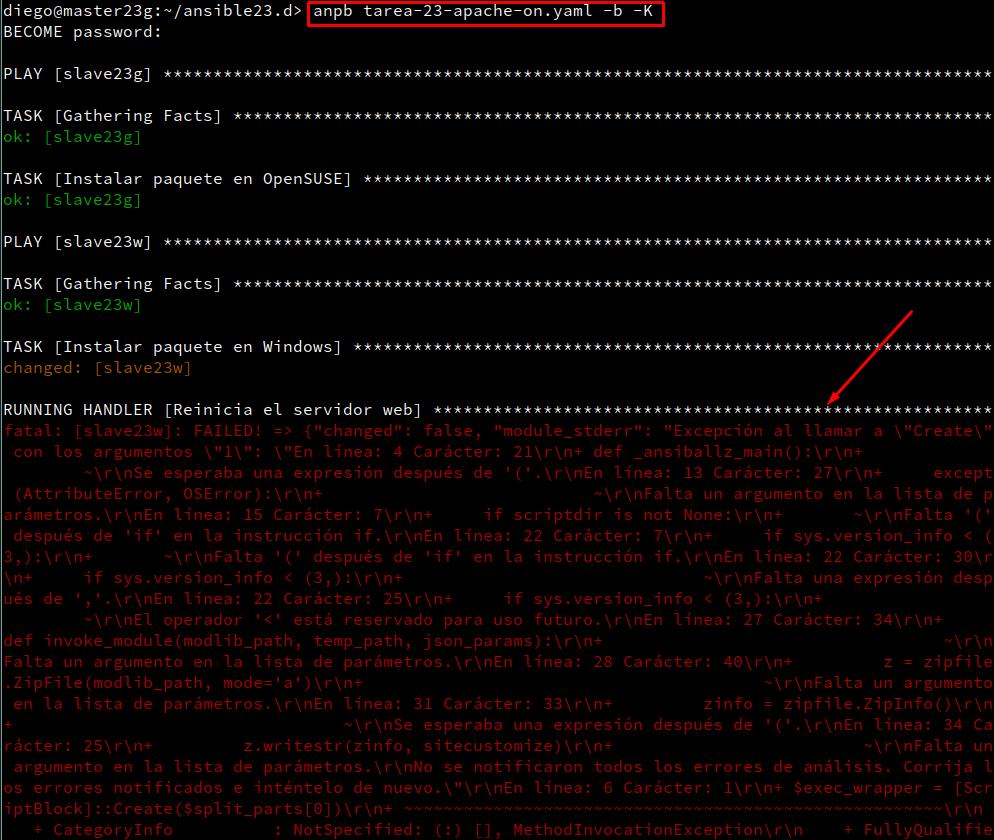 diego@master23g:~/ansible23.d> anpb tarea-23-apache-on.yaml -b -K
BECOME password:
PLAY [slave23g] ***********************************************************************************
TASK [Gathering Facts] ****************************************************************************
ok: [slave23g]
TASK [Instalar paquete en OpenSUSE] ***************************************************************
ok: [slave23g]
PLAY [slave23w] ***********************************************************************************
TASK [Gathering Facts] ****************************************************************************
ok: [slave23w]
TASK [Instalar paquete en Windows] ****************************************************************
changed: [slave23w]
RUNNING HANDLER [Reinicia el servidor web] ********************************************************
fatal: [slave23w]: FAILED! => {"changed": false, "module_stderr": "Excepción al llamar a \"Create\"
 con los argumentos \"1\": \"En línea: 4 Carácter: 21\r\n+ def _ansiballz_main():\r\n+
        ~\r\nSe esperaba una expresión después de '('.\r\nEn línea: 13 Carácter: 27\r\n+     except
 (AttributeError, OSError):\r\n+                           ~\r\nFalta un argumento en la lista de p
arámetros.\r\nEn línea: 15 Carácter: 7\r\n+     if scriptdir is not None:\r\n+       ~\r\nFalta '('
 después de 'if' en la instrucción if.\r\nEn línea: 22 Carácter: 7\r\n+     if sys.version_info < (
3,):\r\n+       ~\r\nFalta '(' después de 'if' en la instrucción if.\r\nEn línea: 22 Carácter: 30\r
\n+     if sys.version_info < (3,):\r\n+                              ~\r\nFalta una expresión desp
ués de ','.\r\nEn línea: 22 Carácter: 25\r\n+     if sys.version_info < (3,):\r\n+
        ~\r\nEl operador '<' está reservado para uso futuro.\r\nEn línea: 27 Carácter: 34\r\n+
def invoke_module(modlib_path, temp_path, json_params):\r\n+                                  ~\r\n
Falta un argumento en la lista de parámetros.\r\nEn línea: 28 Carácter: 40\r\n+         z = zipfile
.ZipFile(modlib_path, mode='a')\r\n+                                        ~\r\nFalta un argumento
 en la lista de parámetros.\r\nEn línea: 31 Carácter: 33\r\n+         zinfo = zipfile.ZipInfo()\r\n
+                                 ~\r\nSe esperaba una expresión después de '('.\r\nEn línea: 34 Ca
rácter: 25\r\n+         z.writestr(zinfo, sitecustomize)\r\n+                         ~\r\nFalta un
 argumento en la lista de parámetros.\r\nNo se notificaron todos los errores de análisis. Corrija l
os errores notificados e inténtelo de nuevo.\"\r\nEn línea: 6 Carácter: 1\r\n+ $exec_wrapper = [Scr
iptBlock]::Create($split_parts[0])\r\n+ ~~~~~~~~~~~~~~~~~~~~~~~~~~~~~~~~~~~~~~~~~~~~~~~~~~~~~\r\n
   + CategoryInfo          : NotSpecified: (:) [], MethodInvocationException\r\n    + FullyQualifie